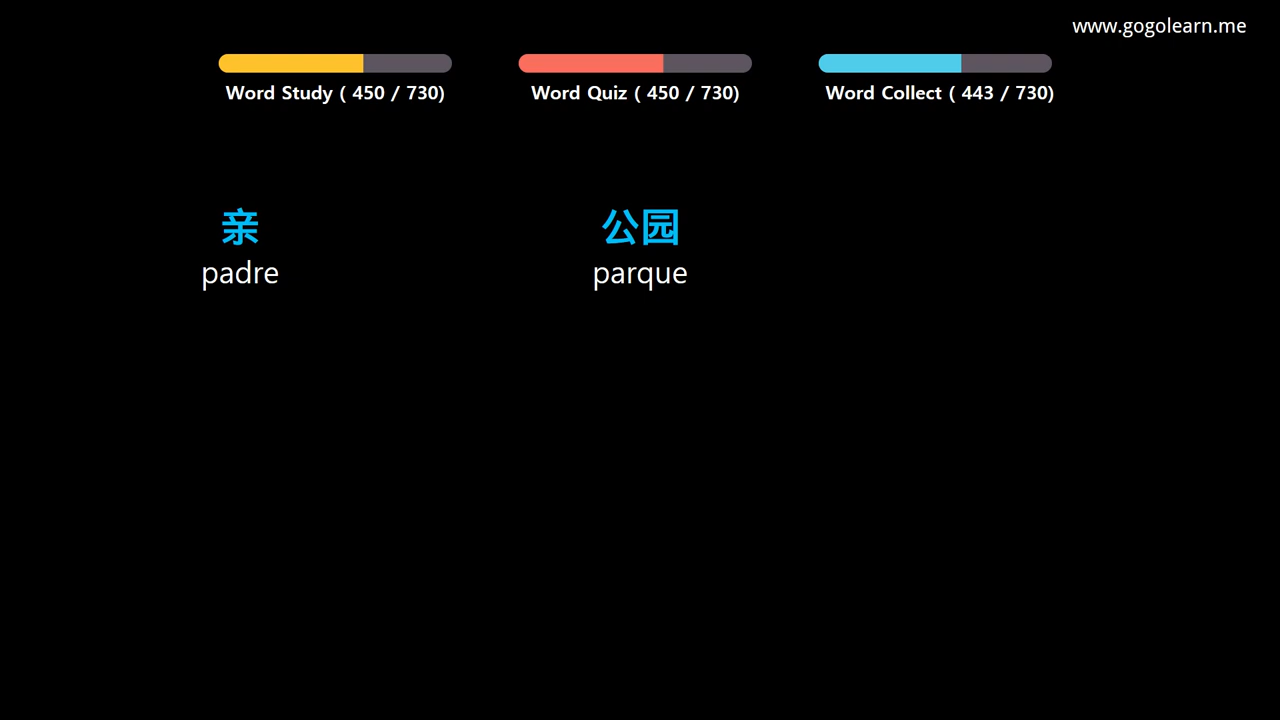 www.gogolearn.me
Word Study ( 450 / 730)
Word Quiz ( 450 / 730)
Word Collect ( 443 / 730)
亲
padre
公园
parque